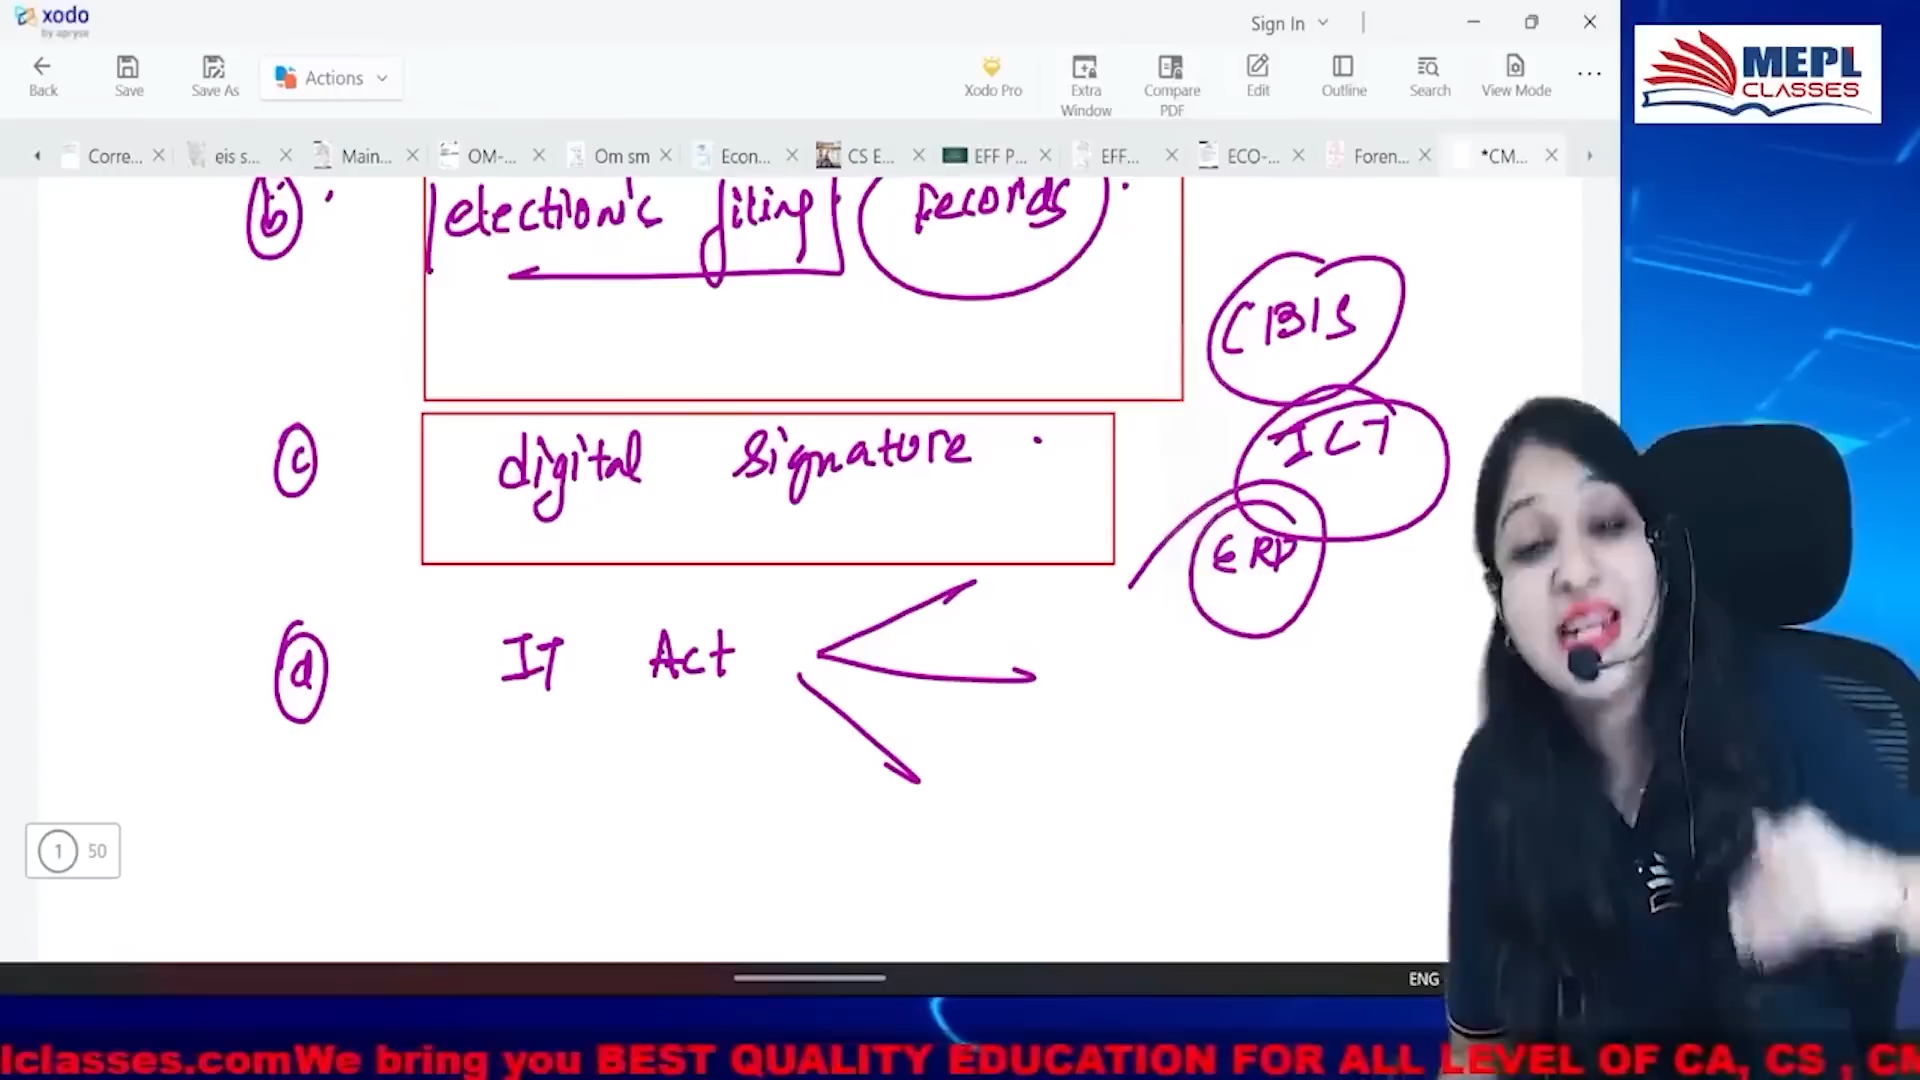 xodo
by apryse
Sign In
Back
Save
Save As
Actions
Xodo Pro
Extra Window
Compare PDF
Edit
Outline
Search
View Mode
MEPL
CLASSES
Corre...
eis s...
Main...
OM-...
Om sm
Econ...
CS E...
EFF P...
EFF...
ECO-...
Foren...
*CM...
b electronic filing records
CBIS
c digital signature
ICT
ERP
d IT Act
1 50
ENG
lclasses.comWe bring you BEST QUALITY EDUCATION FOR ALL LEVEL OF CA, CS , CM